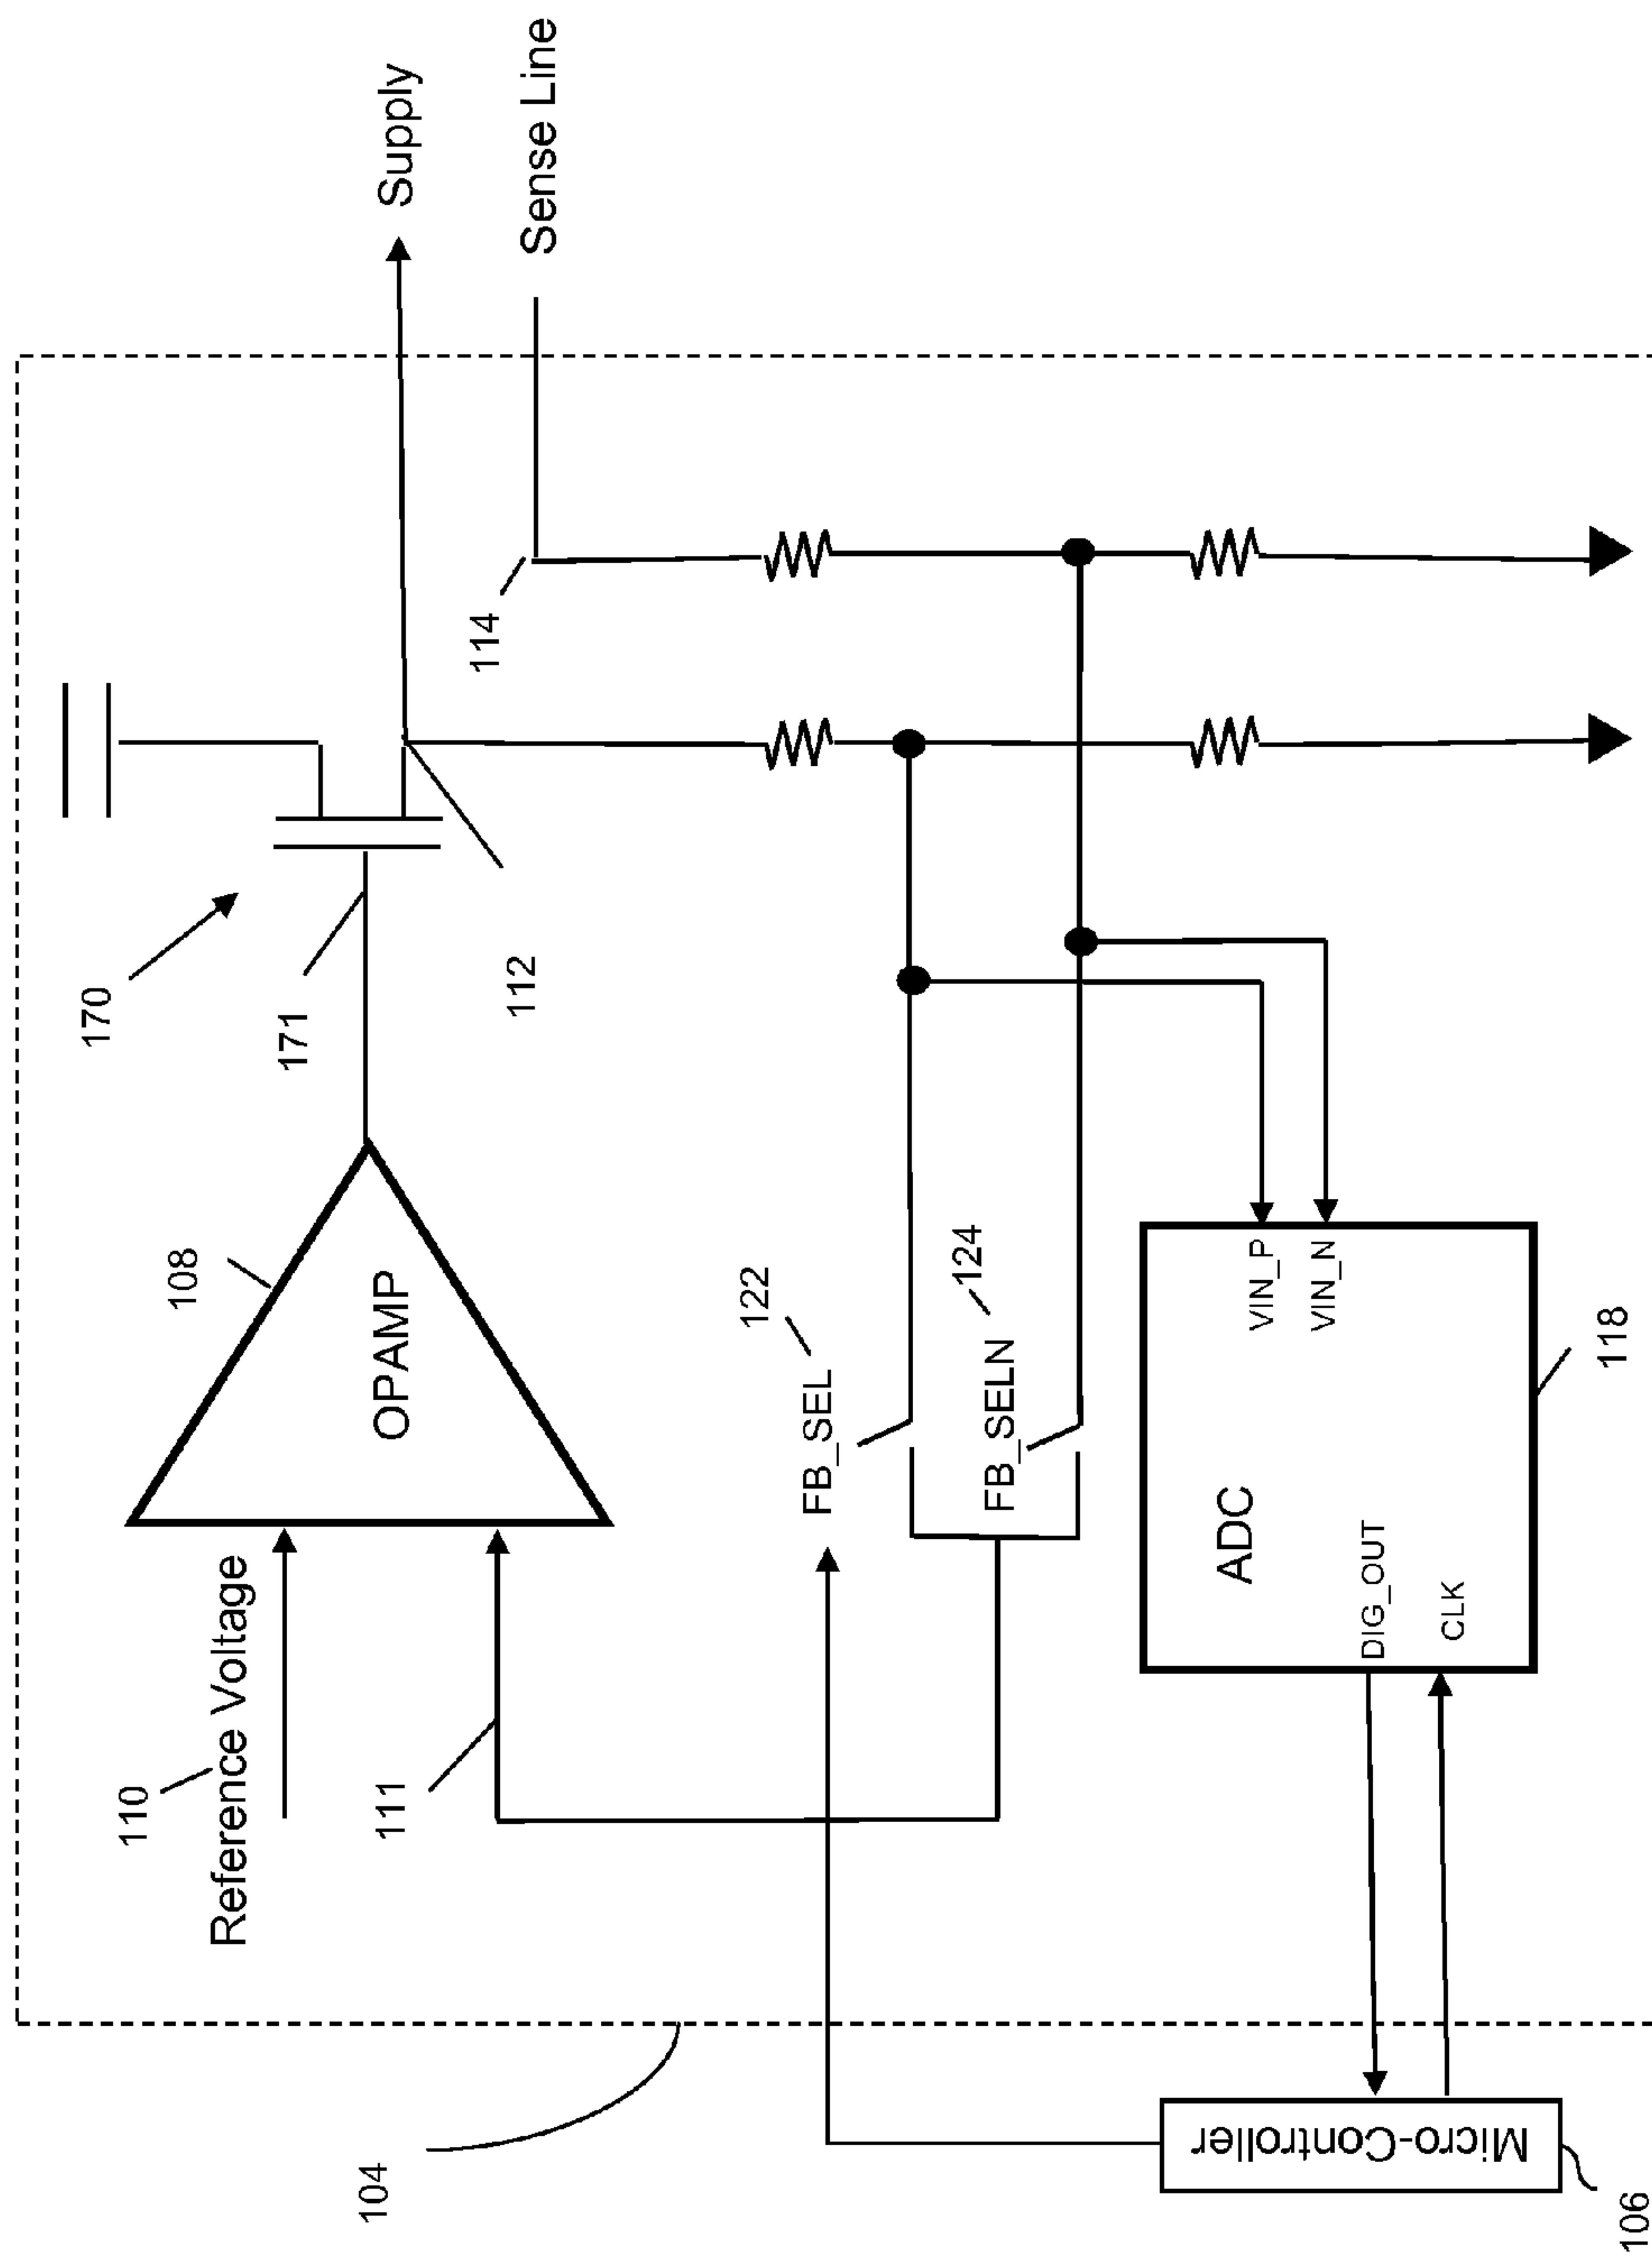 Supply
Sense Line
114
170
171
112
108
OPAMP
110
Reference Voltage
111
122
FB_SEL
124
FB_SELN
VIN_P
VIN_N
ADC
DIG_OUT
CLK
118
104
Micro-Controller
106